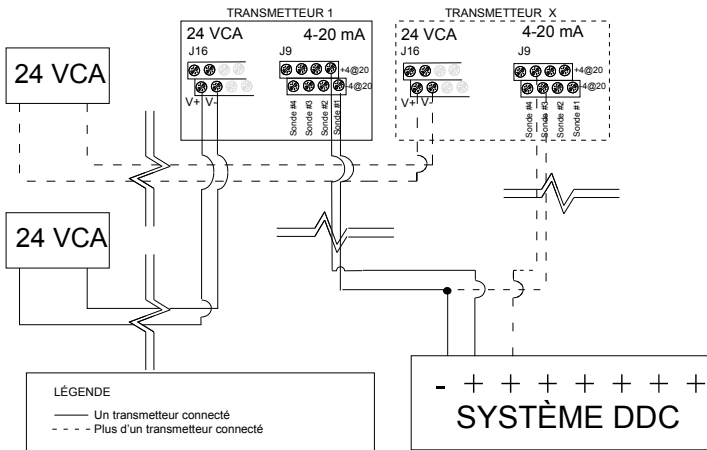 TRANSMETTEUR 1
24 VCA 4-20 mA
J16 J9
+4@20
-4@20
V+ V-
Sonde #4
Sonde #3
Sonde #2
Sonde #1
TRANSMETTEUR X
24 VCA 4-20 mA
J16 J9
+4@20
-4@20
V+ V-
Sonde #4
Sonde #3
Sonde #2
Sonde #1
24 VCA
24 VCA
LÉGENDE
Un transmetteur connecté
Plus d'un transmetteur connecté
- + + + + + + +
SYSTÈME DDC